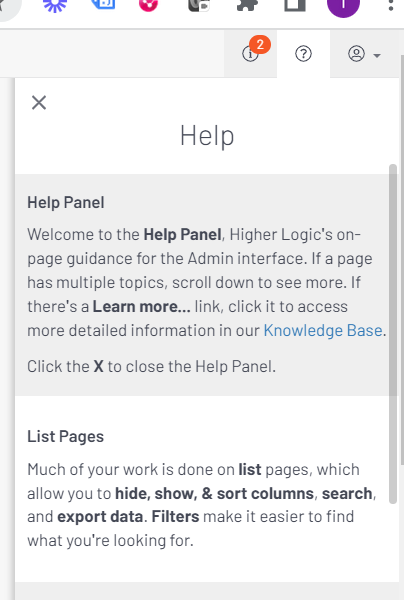 2
Help
Help Panel
Welcome to the Help Panel, Higher Logic's on-
page guidance for the Admin interface. If a page
has multiple topics, scroll down to see more. If
there's a Learn more... link, click it to access
more detailed information in our Knowledge Base.
Click the X to close the Help Panel.
List Pages
Much of your work is done on list pages, which
allow you to hide, show, & sort columns, search,
and export data. Filters make it easier to find
what you're looking for.